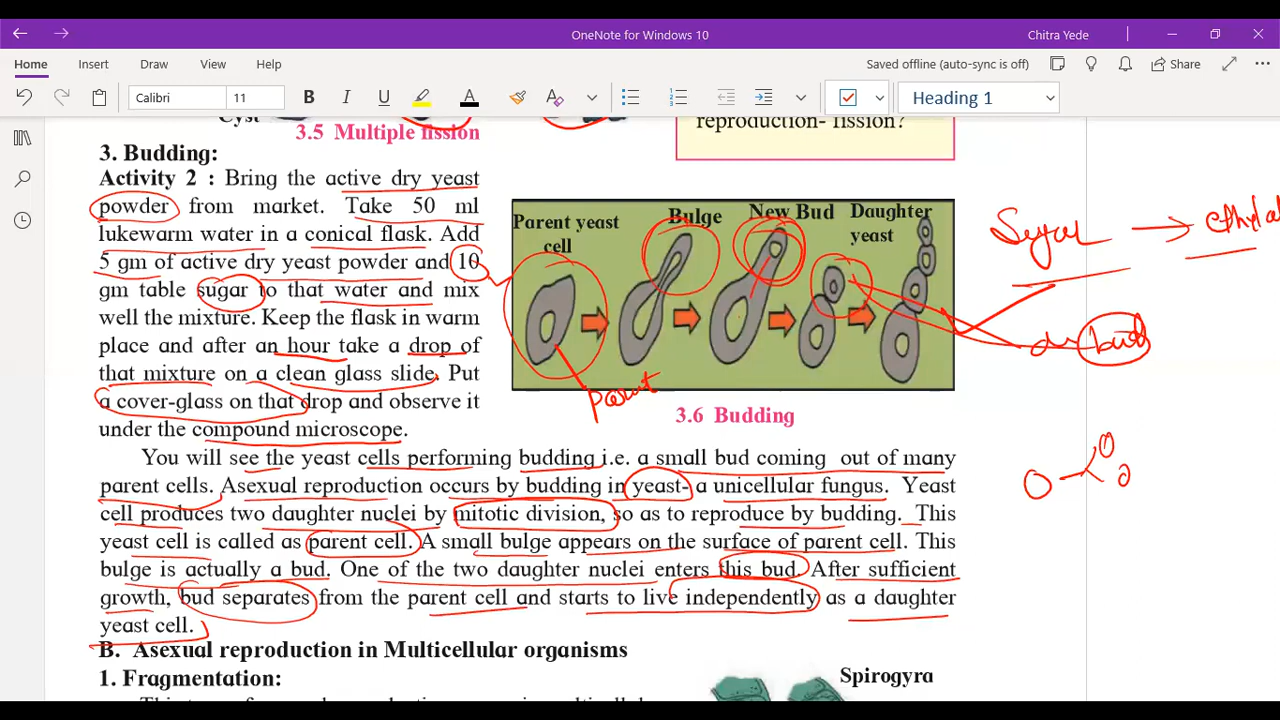 OneNote for Windows 10
Chitra Yede
Home Insert Draw View Help
Saved offline (auto-sync is off)
Share
Calibri 11 B I U A Heading 1
Cyst
3.5 Multiple fission
reproduction- fission?
3. Budding:
Activity 2 : Bring the active dry yeast
powder from market. Take 50 ml
lukewarm water in a conical flask. Add
5 gm of active dry yeast powder and 10
gm table sugar to that water and mix
well the mixture. Keep the flask in warm
place and after an hour take a drop of
that mixture on a clean glass slide. Put
a cover-glass on that drop and observe it
under the compound microscope.
Parent yeast
cell
Bulge
New Bud
Daughter
yeast
Parent
3.6 Budding
Sugar → ethyl
bud
You will see the yeast cells performing budding i.e. a small bud coming out of many
parent cells. Asexual reproduction occurs by budding in yeast- a unicellular fungus. Yeast
cell produces two daughter nuclei by mitotic division, so as to reproduce by budding. This
yeast cell is called as parent cell. A small bulge appears on the surface of parent cell. This
bulge is actually a bud. One of the two daughter nuclei enters this bud. After sufficient
growth, bud separates from the parent cell and starts to live independently as a daughter
yeast cell.
B. Asexual reproduction in Multicellular organisms
1. Fragmentation:
Spirogyra